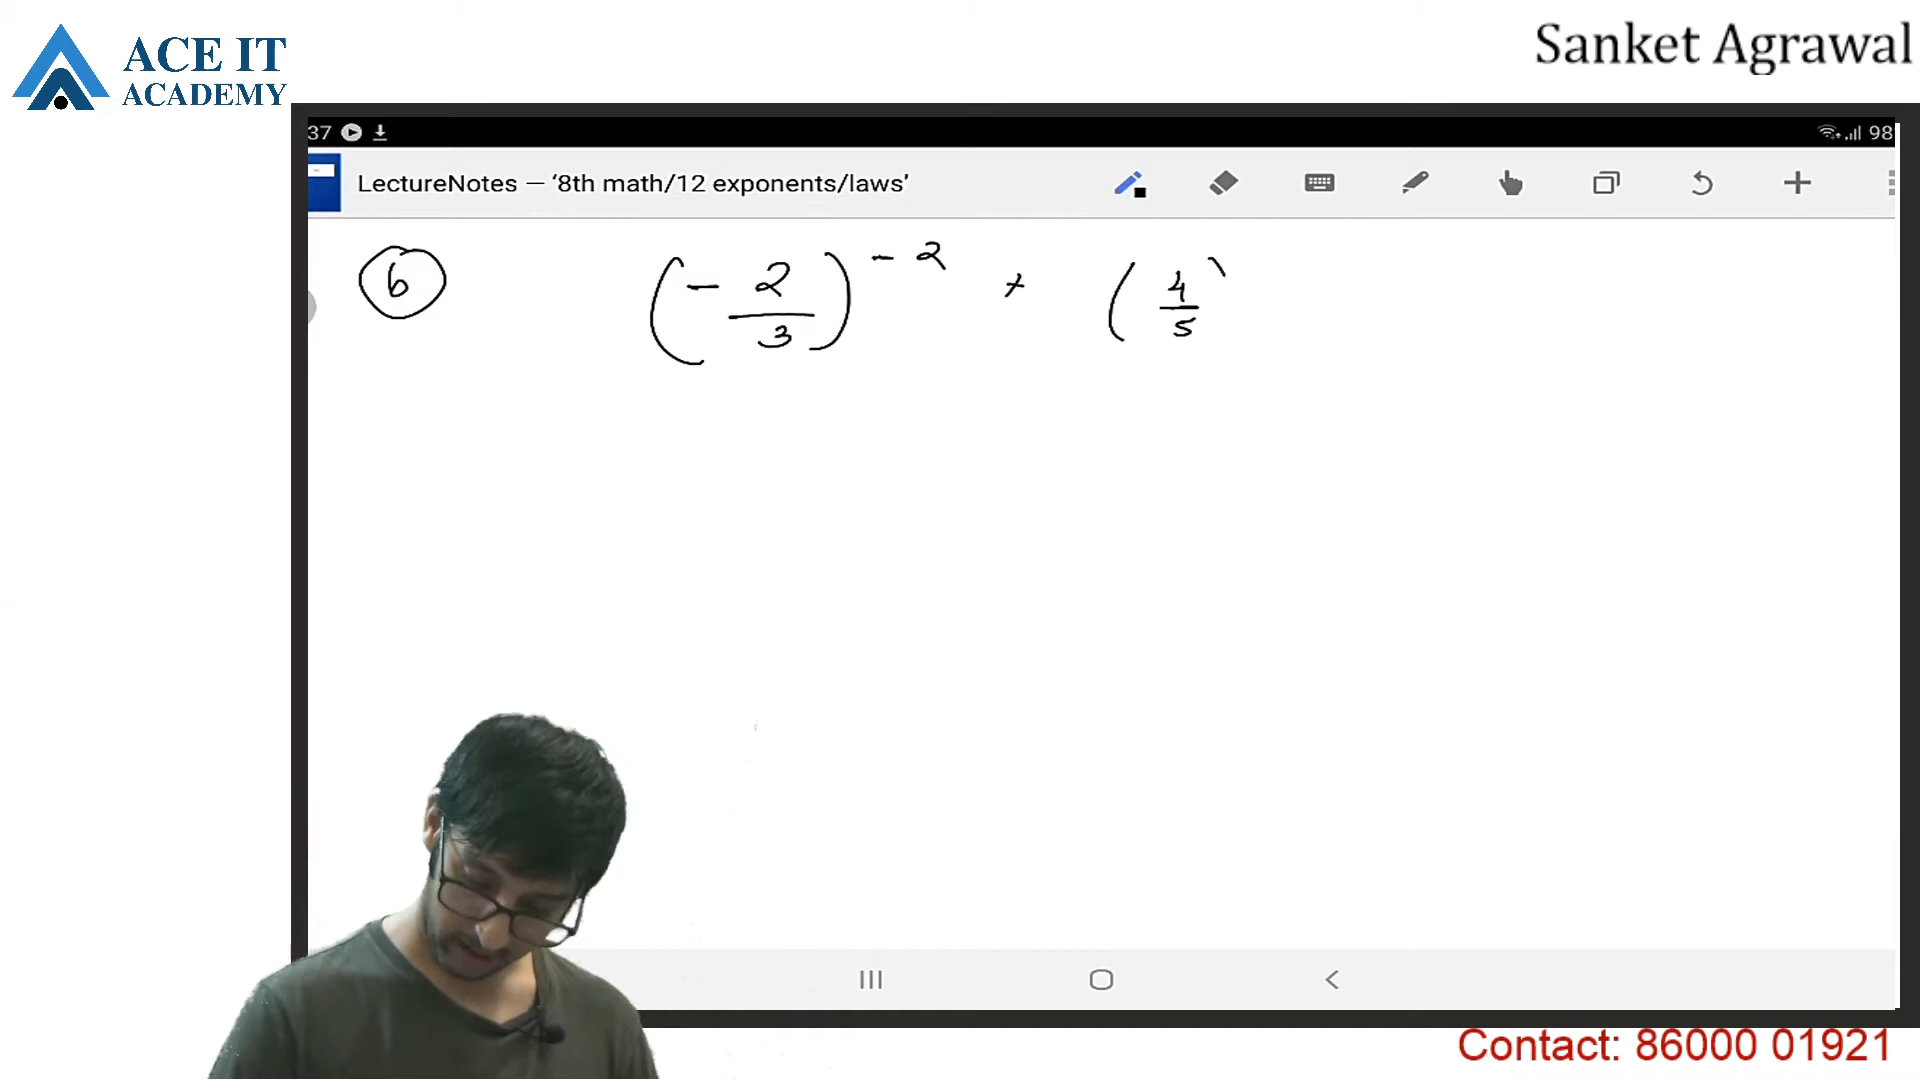 ACE IT
ACADEMY
Sanket Agrawal
37
98
LectureNotes — ‘8th math/12 exponents/laws’
6 (- 2/3)^-2 + (4/5)
Contact: 86000 01921